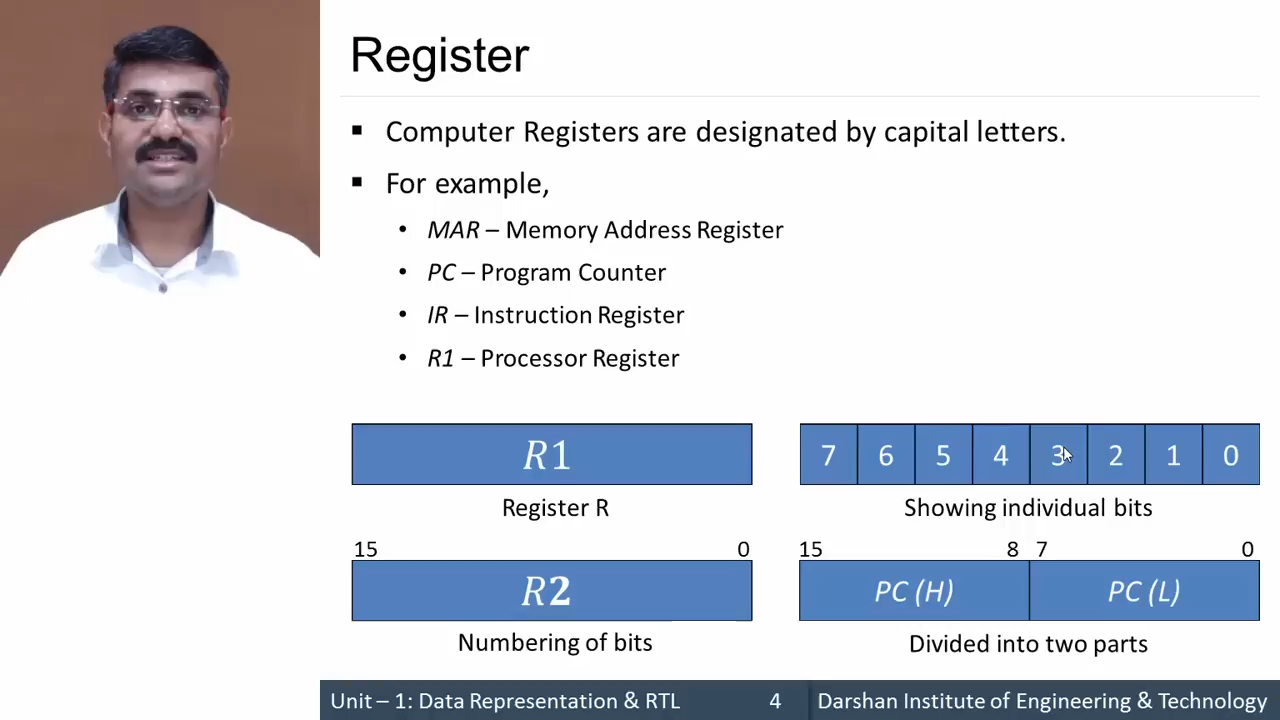 Register
▪ Computer Registers are designated by capital letters.
▪ For example,
• MAR – Memory Address Register
• PC – Program Counter
• IR – Instruction Register
• R1 – Processor Register
R1
Register R
7 6 5 4 3 2 1 0
Showing individual bits
15 0
R2
Numbering of bits
15 8 7 0
PC (H) PC (L)
Divided into two parts
Unit – 1: Data Representation & RTL 4 Darshan Institute of Engineering & Technology